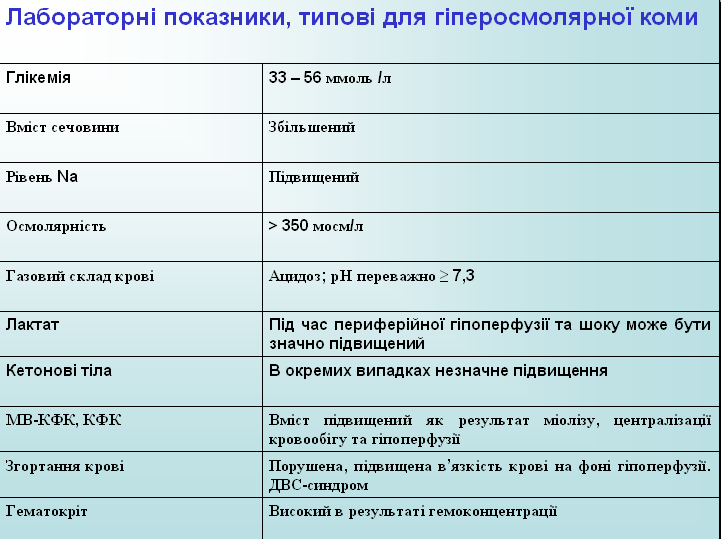 Лабораторні показники, типові для гіперосмолярної коми
Глікемія
33 – 56 ммоль /л
Вміст сечовини
Збільшений
Рівень Na
Підвищений
Осмолярність
> 350 мосм/л
Газовий склад крові
Ацидоз; рН переважно ≥ 7,3
Лактат
Під час периферійної гіпоперфузії та шоку може бути
значно підвищений
Кетонові тіла
В окремих випадках незначне підвищення
МВ-КФК, КФК
Вміст підвищений як результат міолізу, централізації
кровообігу та гіпоперфузії
Згортання крові
Порушена, підвищена в’язкість крові на фоні гіпоперфузії.
ДВС-синдром
Гематокріт
Високий в результаті гемоконцентрації